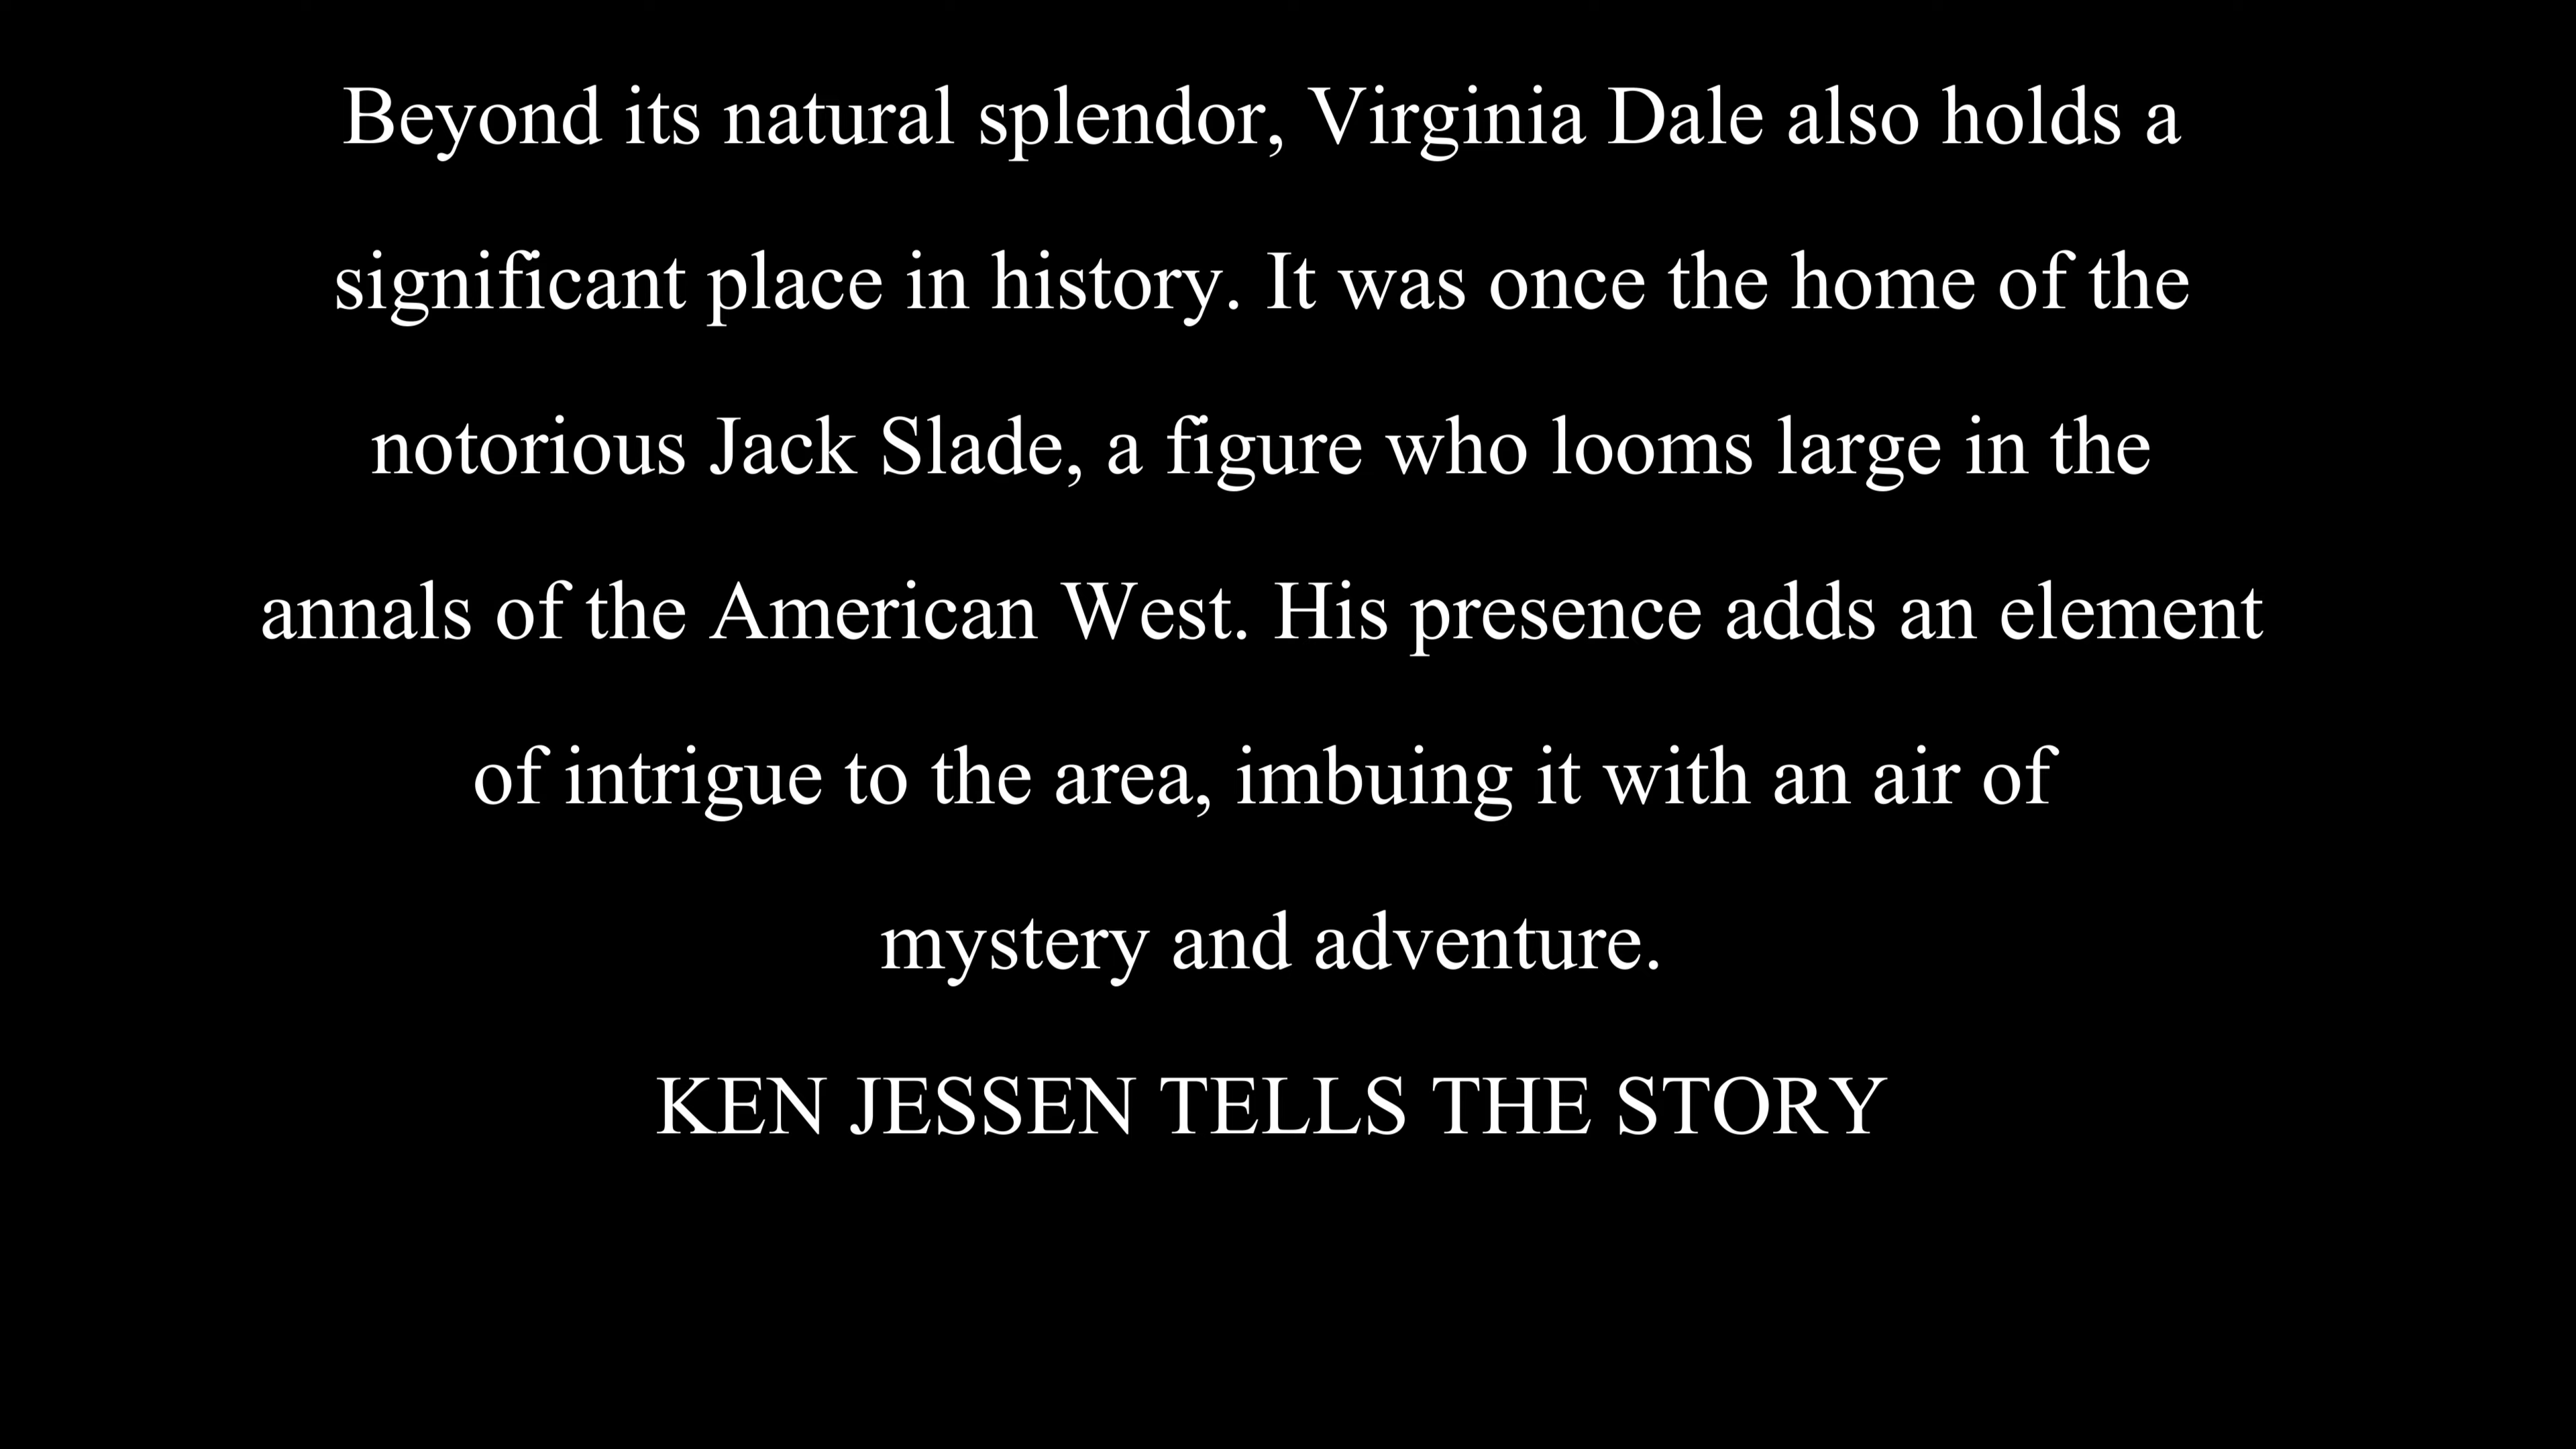 Beyond its natural splendor, Virginia Dale also holds a
significant place in history. It was once the home of the
notorious Jack Slade, a figure who looms large in the
annals of the American West. His presence adds an element
of intrigue to the area, imbuing it with an air of
mystery and adventure.
KEN JESSEN TELLS THE STORY